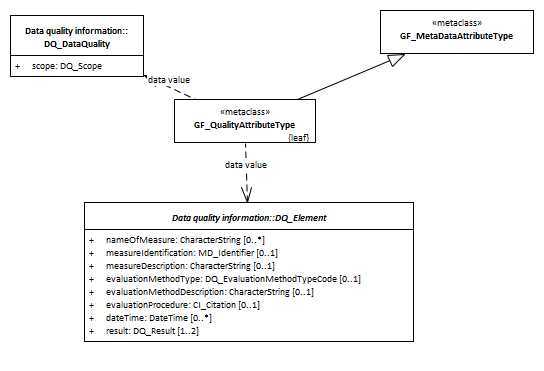 Data quality information::
DQ_DataQuality
+ scope: DQ_Scope
«metaclass»
GF_MetaDataAttributeType
data value
«metaclass»
GF_QualityAttributeType
{leaf}
data value
Data quality information::DQ_Element
+ nameOfMeasure: CharacterString [0..*]
+ measureIdentification: MD_Identifier [0..1]
+ measureDescription: CharacterString [0..1]
+ evaluationMethodType: DQ_EvaluationMethodTypeCode [0..1]
+ evaluationMethodDescription: CharacterString [0..1]
+ evaluationProcedure: CI_Citation [0..1]
+ dateTime: DateTime [0..*]
+ result: DQ_Result [1..2]